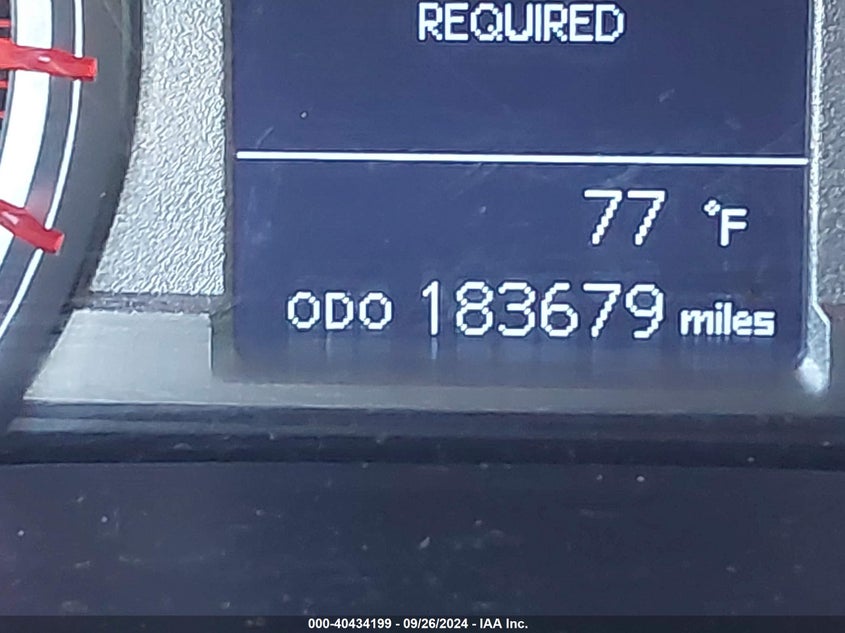 REQUIRED
77 °F
ODO 183679 miles
000-40434199 - 09/26/2024 - IAA Inc.